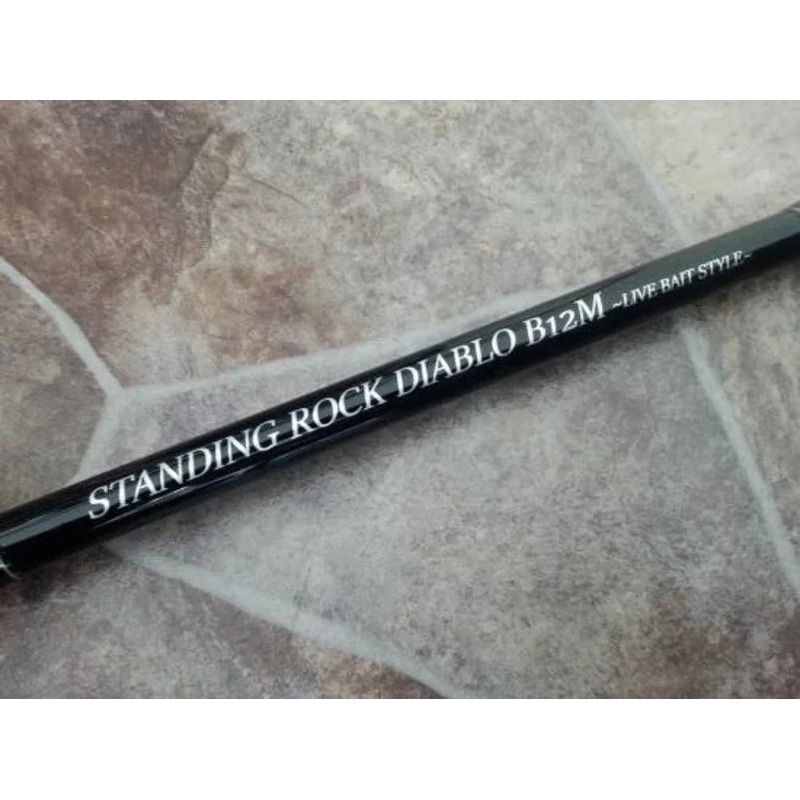 STANDING ROCK DIABLO B12M ~LIVE BAIT STYLE~